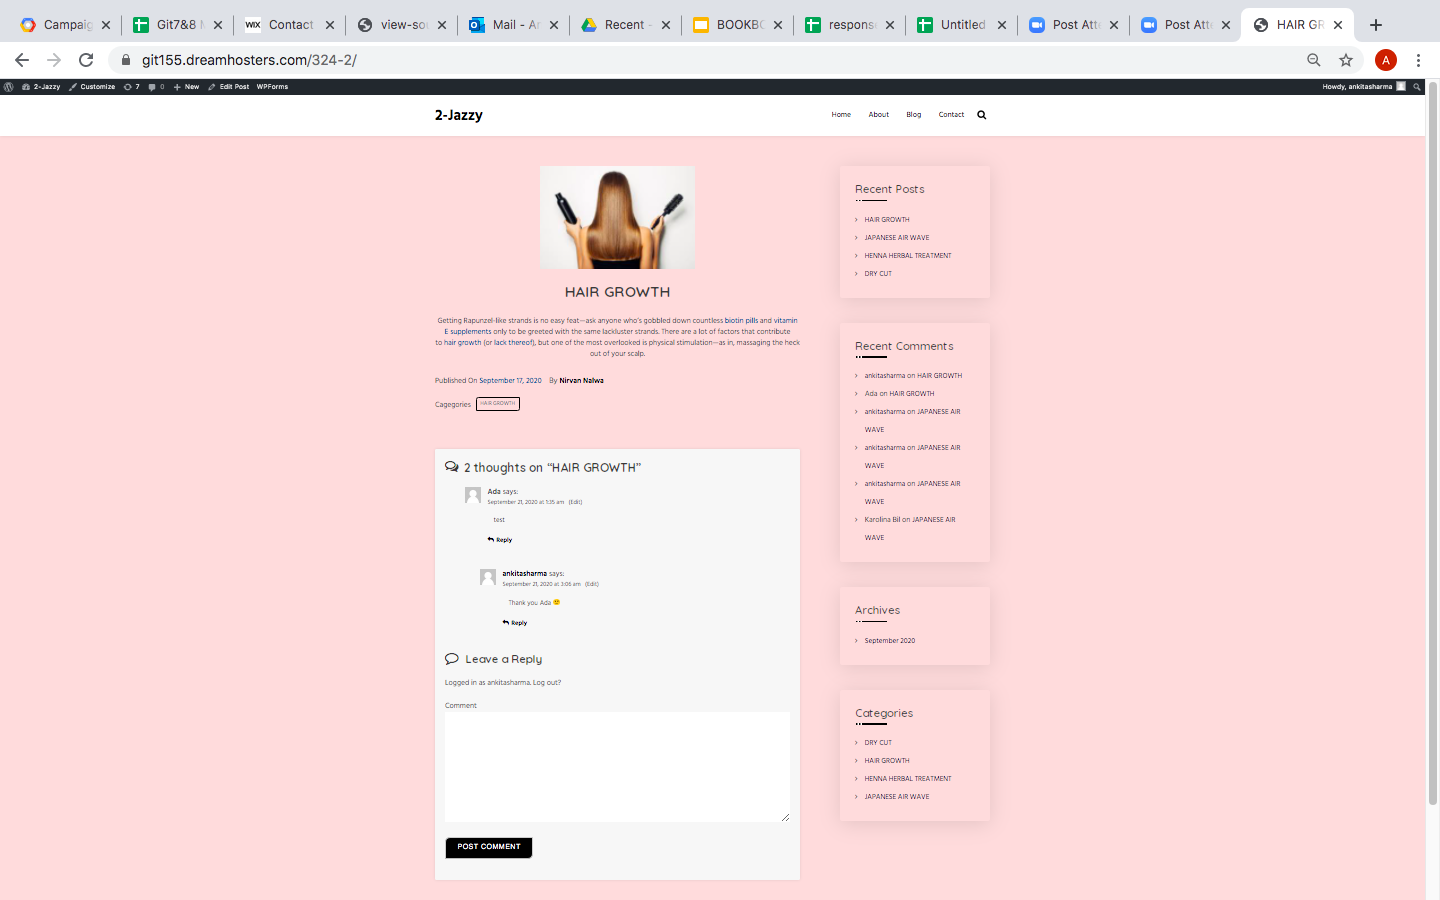 Campaig
Git7&8 M
WIX Contact
view-sou
Mail - An
Recent -
BOOKBO
respons
Untitled
Post Atte
Post Atte
HAIR GR
git155.dreamhosters.com/324-2/
A
2-Jazzy Customize 7 0 New Edit Post WPForms
Howdy, ankitasharma
2-Jazzy
Home About Blog Contact
HAIR GROWTH
Getting Rapunzel-like strands is no easy feat—ask anyone who's gobbled down countless biotin pills and vitamin
E supplements only to be greeted with the same lackluster strands. There are a lot of factors that contribute
to hair growth (or lack thereof), but one of the most overlooked is physical stimulation—as in, massaging the heck
out of your scalp.
Published On September 17, 2020 By Nirvan Nalwa
Cagegories HAIR GROWTH
2 thoughts on “HAIR GROWTH”
Ada says:
September 21, 2020 at 1:35 am (Edit)
test
Reply
ankitasharma says:
September 21, 2020 at 3:06 am (Edit)
Thank you Ada 🙂
Reply
Leave a Reply
Logged in as ankitasharma. Log out?
Comment
POST COMMENT
Recent Posts
HAIR GROWTH
JAPANESE AIR WAVE
HENNA HERBAL TREATMENT
DRY CUT
Recent Comments
ankitasharma on HAIR GROWTH
Ada on HAIR GROWTH
ankitasharma on JAPANESE AIR
WAVE
ankitasharma on JAPANESE AIR
WAVE
ankitasharma on JAPANESE AIR
WAVE
Karolina Bil on JAPANESE AIR
WAVE
Archives
September 2020
Categories
DRY CUT
HAIR GROWTH
HENNA HERBAL TREATMENT
JAPANESE AIR WAVE